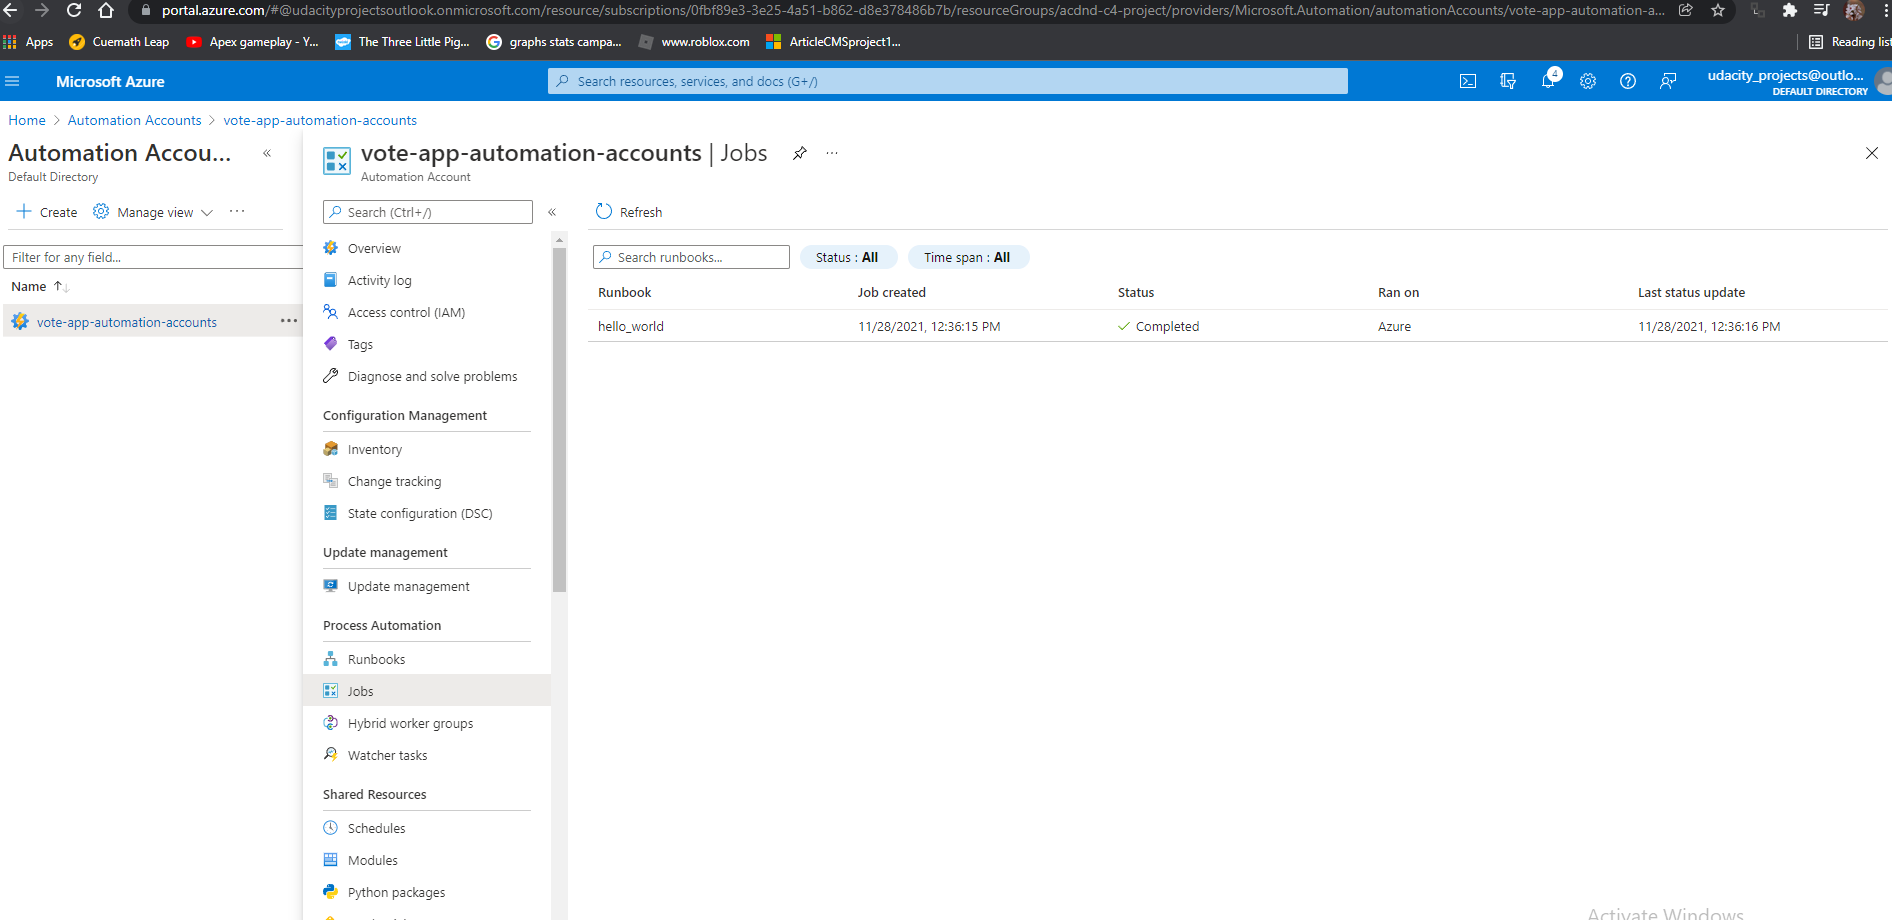 portal.azure.com/#@udacityprojectsoutlook.onmicrosoft.com/resource/subscriptions/0fbf89e3-3e25-4a51-b862-d8e378486b7b/resourceGroups/acdnd-c4-project/providers/Microsoft.Automation/automationAccounts/vote-app-automation-a...
Apps Cuemath Leap Apex gameplay - Y... The Three Little Pig... graphs stats campa... www.roblox.com ArticleCMSproject1... Reading list
Microsoft Azure Search resources, services, and docs (G+/) 4 udacity_projects@outlo...
DEFAULT DIRECTORY
Home > Automation Accounts > vote-app-automation-accounts
Automation Accou... «
Default Directory
Create Manage view ...
Filter for any field...
Name ↑↓
vote-app-automation-accounts ...
vote-app-automation-accounts | Jobs ...
Automation Account
Search (Ctrl+/) «
Overview
Activity log
Access control (IAM)
Tags
Diagnose and solve problems
Configuration Management
Inventory
Change tracking
State configuration (DSC)
Update management
Update management
Process Automation
Runbooks
Jobs
Hybrid worker groups
Watcher tasks
Shared Resources
Schedules
Modules
Python packages
Refresh
Search runbooks... Status : All Time span : All
Runbook Job created Status Ran on Last status update
hello_world 11/28/2021, 12:36:15 PM Completed Azure 11/28/2021, 12:36:16 PM
Activate Windows